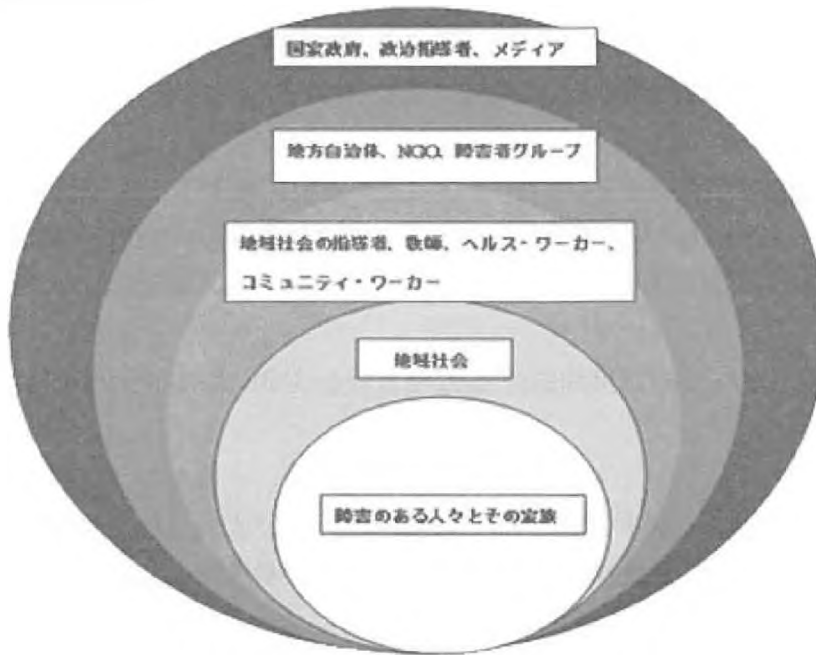 国家政府、政治指導者、メディア
地方自治体、NGO、障害者グループ
地域社会の指導者、教師、ヘルス・ワーカー、
コミュニティ・ワーカー
地域社会
障害のある人々とその家族